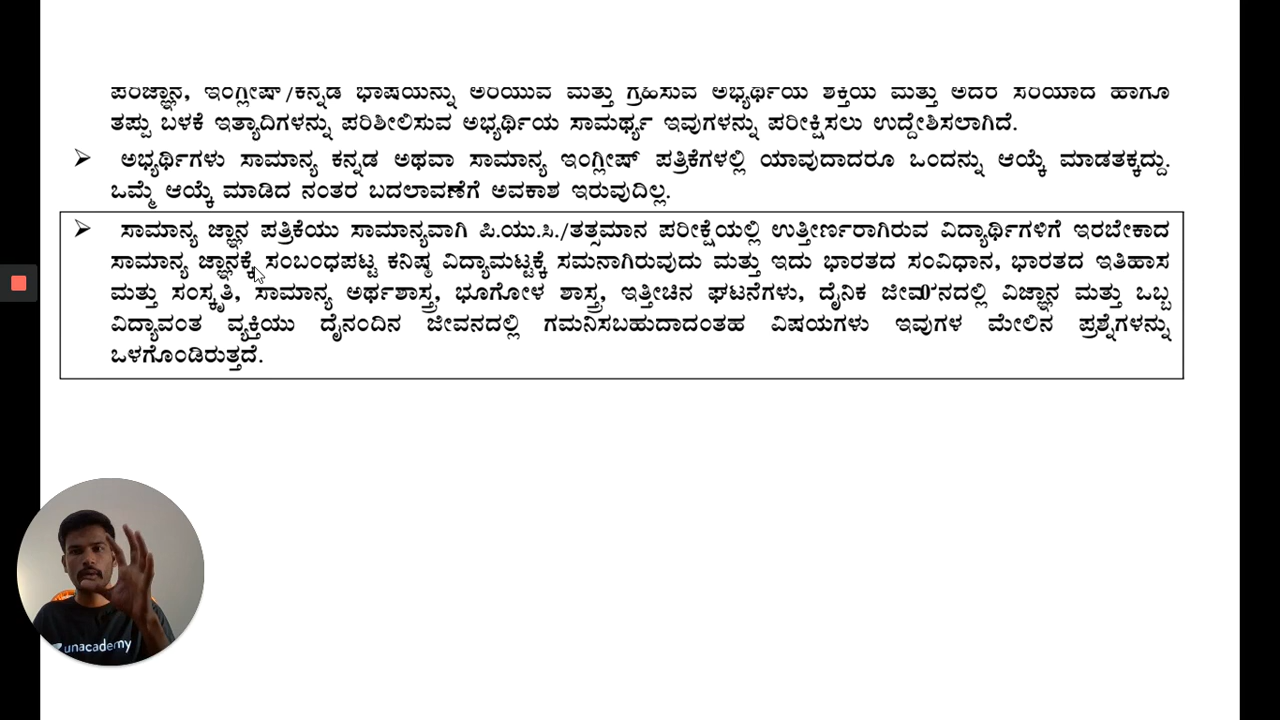 ಪರಿಜ್ಞಾನ, ಇಂಗ್ಲೀಷ್/ಕನ್ನಡ ಭಾಷೆಯನ್ನು ಅರಿಯುವ ಮತ್ತು ಗ್ರಹಿಸುವ ಅಭ್ಯರ್ಥಿಯ ಶಕ್ತಿಯ ಮತ್ತು ಅದರ ಸರಿಯಾದ ಹಾಗೂ
ತಪ್ಪು ಬಳಕೆ ಇತ್ಯಾದಿಗಳನ್ನು ಪರಿಶೀಲಿಸುವ ಅಭ್ಯರ್ಥಿಯ ಸಾಮರ್ಥ್ಯ ಇವುಗಳನ್ನು ಪರೀಕ್ಷಿಸಲು ಉದ್ದೇಶಿಸಲಾಗಿದೆ.
➢ ಅಭ್ಯರ್ಥಿಗಳು ಸಾಮಾನ್ಯ ಕನ್ನಡ ಅಥವಾ ಸಾಮಾನ್ಯ ಇಂಗ್ಲೀಷ್ ಪತ್ರಿಕೆಗಳಲ್ಲಿ ಯಾವುದಾದರೂ ಒಂದನ್ನು ಆಯ್ಕೆ ಮಾಡತಕ್ಕದ್ದು.
ಒಮ್ಮೆ ಆಯ್ಕೆ ಮಾಡಿದ ನಂತರ ಬದಲಾವಣೆಗೆ ಅವಕಾಶ ಇರುವುದಿಲ್ಲ.
➢ ಸಾಮಾನ್ಯ ಜ್ಞಾನ ಪತ್ರಿಕೆಯು ಸಾಮಾನ್ಯವಾಗಿ ಪಿ.ಯು.ಸಿ./ತತ್ಸಮಾನ ಪರೀಕ್ಷೆಯಲ್ಲಿ ಉತ್ತೀರ್ಣರಾಗಿರುವ ವಿದ್ಯಾರ್ಥಿಗಳಿಗೆ ಇರಬೇಕಾದ
ಸಾಮಾನ್ಯ ಜ್ಞಾನಕ್ಕೆ ಸಂಬಂಧಪಟ್ಟ ಕನಿಷ್ಠ ವಿದ್ಯಾಮಟ್ಟಕ್ಕೆ ಸಮನಾಗಿರುವುದು ಮತ್ತು ಇದು ಭಾರತದ ಸಂವಿಧಾನ, ಭಾರತದ ಇತಿಹಾಸ
ಮತ್ತು ಸಂಸ್ಕೃತಿ, ಸಾಮಾನ್ಯ ಅರ್ಥಶಾಸ್ತ್ರ, ಭೂಗೋಳ ಶಾಸ್ತ್ರ, ಇತ್ತೀಚಿನ ಘಟನೆಗಳು, ದೈನಿಕ ವಿಜ್ಞಾನ ಮತ್ತು ಒಬ್ಬ
ವಿದ್ಯಾವಂತ ವ್ಯಕ್ತಿಯು ದೈನಂದಿನ ಜೀವನದಲ್ಲಿ ಗಮನಿಸಬಹುದಾದಂತಹ ವಿಷಯಗಳು ಇವುಗಳ ಮೇಲಿನ ಪ್ರಶ್ನೆಗಳನ್ನು
ಒಳಗೊಂಡಿರುತ್ತದೆ.
unacademy